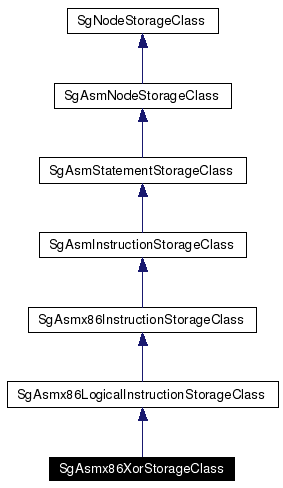 SgNodeStorageClass
SgAsmNodeStorageClass
SgAsmStatementStorageClass
SgAsmInstructionStorageClass
SgAsmx86InstructionStorageClass
SgAsmx86LogicalInstructionStorageClass
SgAsmx86XorStorageClass